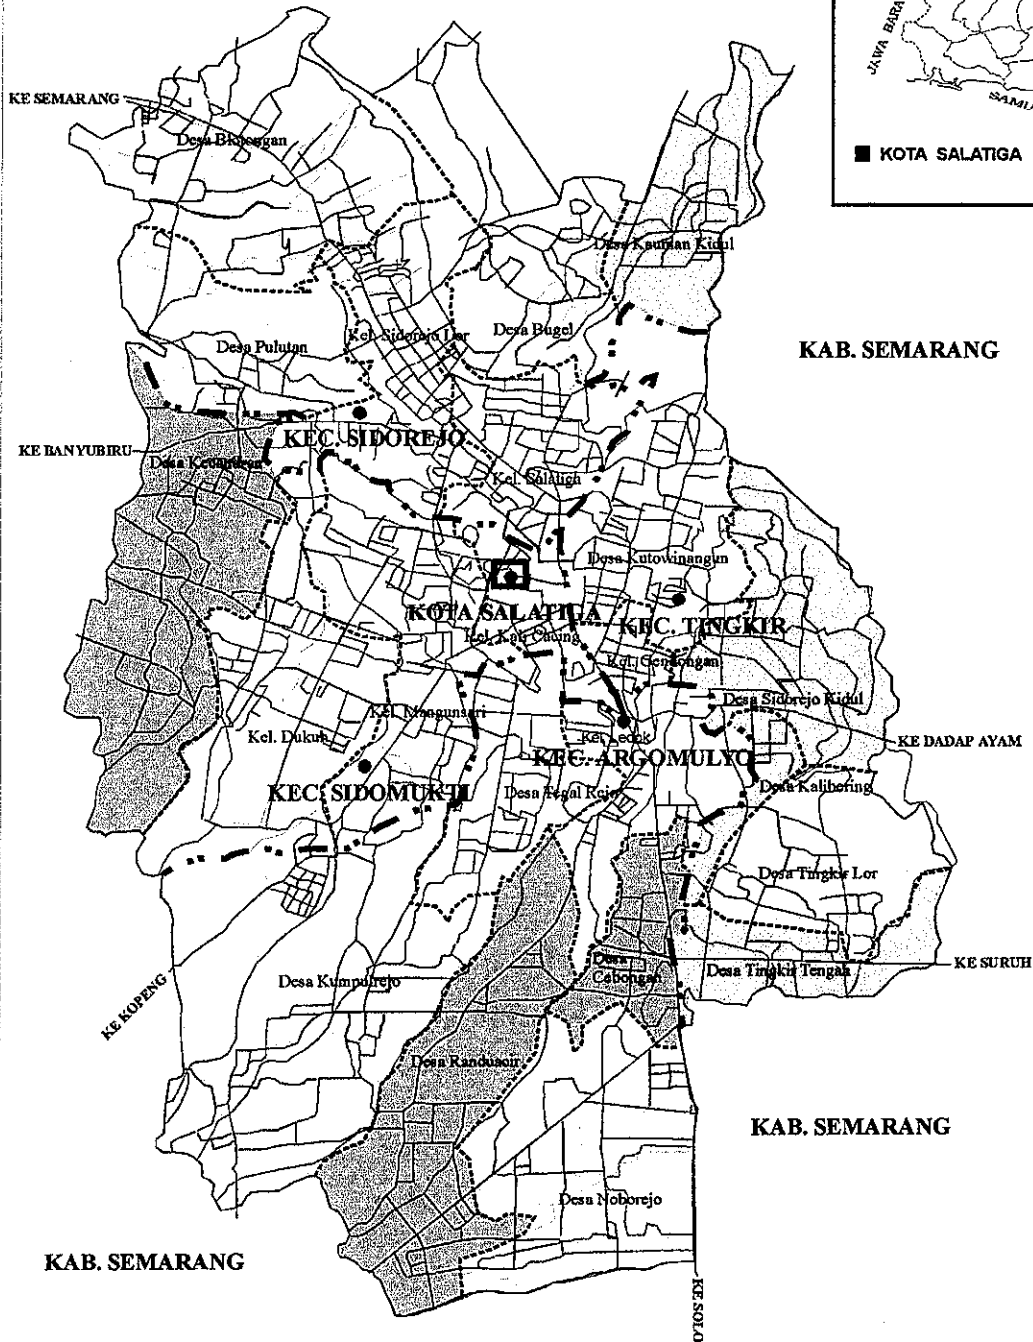 JAWA BARA
SAMU
KOTA SALATIGA
KE SEMARANG
Desa Blotongan
Desa Kauman Kidul
Kel. Sidorejo Lor
Desa Bugel
Desa Pulutan
KAB. SEMARANG
KEC. SIDOREJO
KE BANYUBIRU
Kel. Salatiga
Desa Kutowinangun
KOTA SALATIGA
KEC. TINGKIR
Kel. Gendongan
Desa Sidorejo Kidul
Kel. Mangunsari
Kel. Dukuh
Kel. Ledok
KE DADAP AYAM
KEC. ARGOMULYO
Desa Kalibening
KEC. SIDOMUKTI
Desa Tegal Rejo
Desa Tingkir Lor
KE SURUH
Desa
Cebongan
Desa Tingkir Tengah
Desa Kumpulrejo
KE KOPENG
Desa Randuacir
KAB. SEMARANG
Desa Noborejo
KAB. SEMARANG
KE SOLO